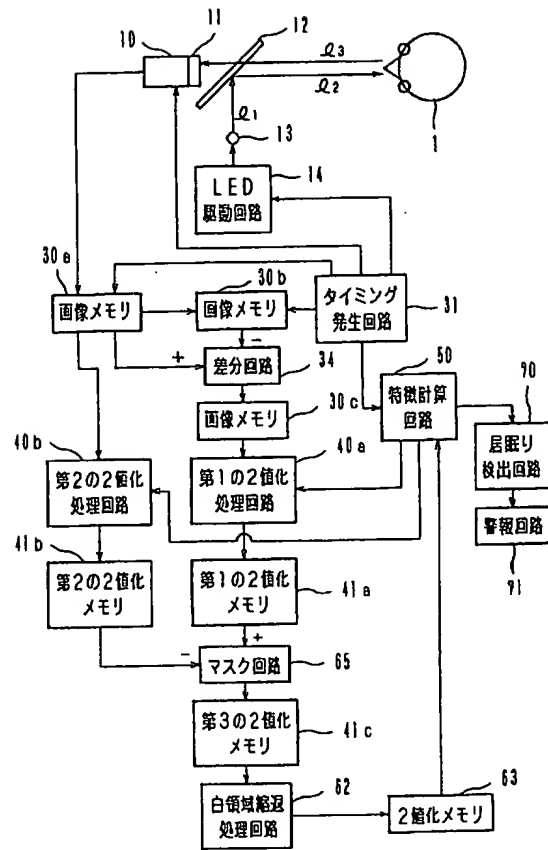 10
11
12
ℓ3
ℓ2
ℓ1
13
1
14
LED
駆動回路
30a
画像メモリ
30b
画像メモリ
タイミング
発生回路
31
−
+
差分回路
34
30c
画像メモリ
50
特徴計算
回路
90
居眠り
検出回路
警報回路
91
40b
第2の2値化
処理回路
40a
第1の2値化
処理回路
41b
第2の2値化
メモリ
第1の2値化
メモリ
41a
+
−
マスク回路
65
第3の2値化
メモリ
41c
62
白領域縮退
処理回路
63
2値化メモリ